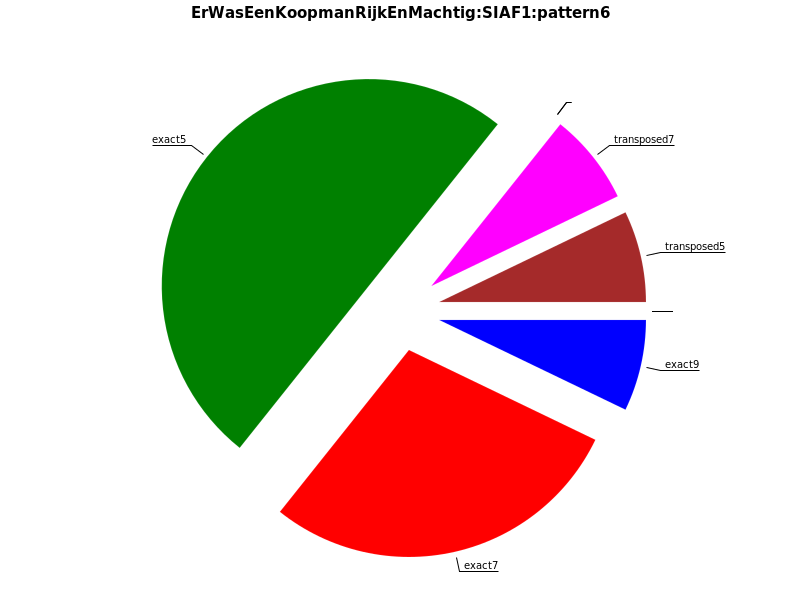 ErWasEenKoopmanRijkEnMachtig:SIAF1:pattern6
exact5
transposed7
transposed5
exact9
exact7